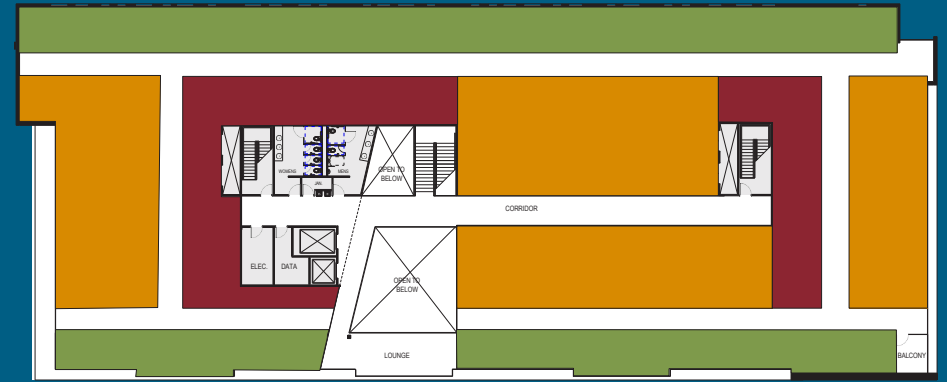 WOMENS
MENS
JAN.
OPEN TO
BELOW
CORRIDOR
ELEC.
DATA
OPEN TO
BELOW
LOUNGE
BALCONY